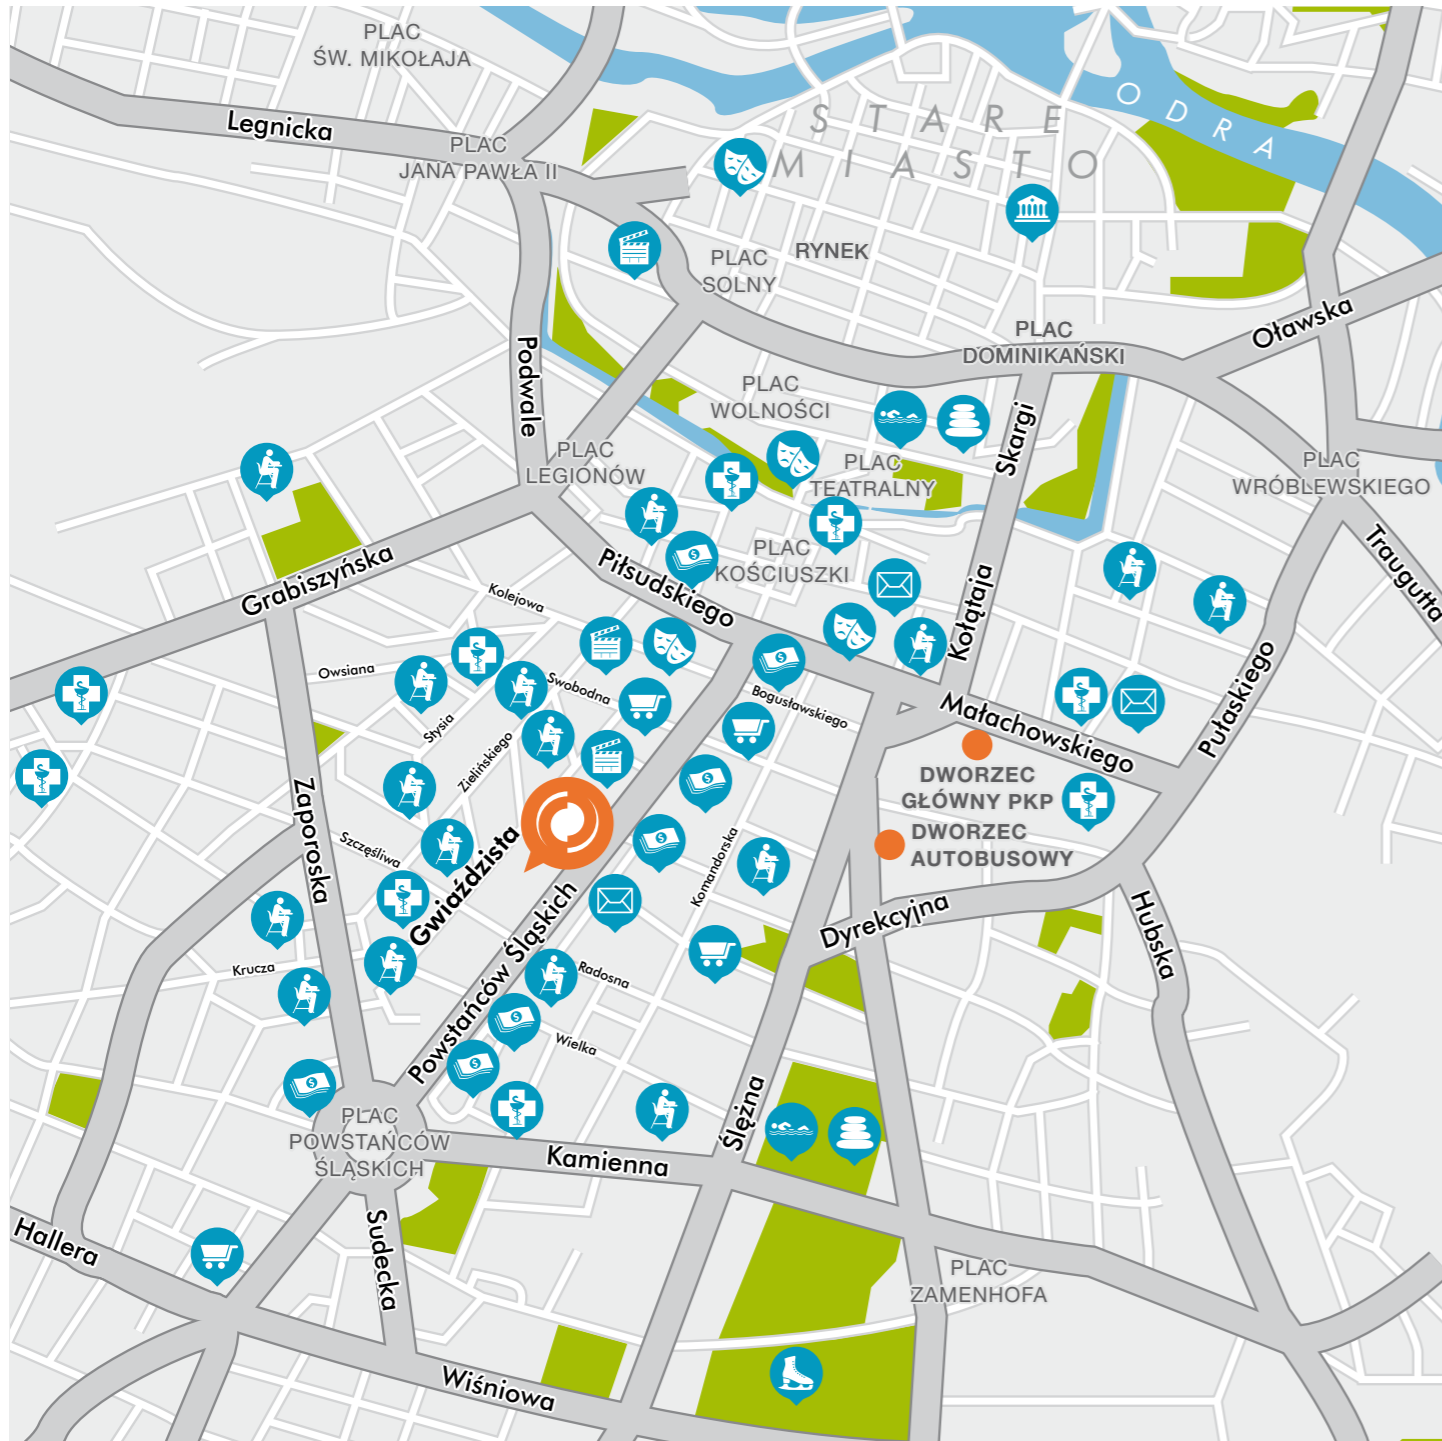 PLAC
ŚW. MIKOŁAJA
Legnicka
PLAC
JANA PAWŁA II
STARE
MIASTO
ODRA
PLAC
SOLNY
RYNEK
PLAC
DOMINIKAŃSKI
Oławska
Podwale
PLAC
WOLNOŚCI
Skargi
PLAC
LEGIONÓW
PLAC
TEATRALNY
PLAC
WRÓBLEWSKIEGO
Traugutta
PLAC
KOŚCIUSZKI
Grabiszyńska
Piłsudskiego
Kołątaja
Kolejowa
Owsiana
Swobodna
Bogusławskiego
Stysia
Zielińskiego
Małachowskiego
Pułaskiego
DWORZEC
GŁÓWNY PKP
DWORZEC
AUTOBUSOWY
Zaporoska
Szczęśliwa
Gwiaździsta
Komandorska
Powstańców Śląskich
Dyrekcyjna
Hubska
Krucza
Radosna
Wielka
PLAC
POWSTAŃCÓW
ŚLĄSKICH
Ślężna
Kamienna
Hallera
Sudecka
PLAC
ZAMENHOFA
Wiśniowa